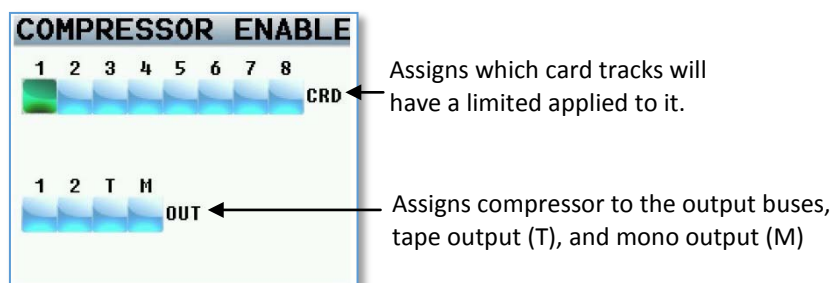 COMPRESSOR ENABLE
1 2 3 4 5 6 7 8
CRD
Assigns which card tracks will
have a limited applied to it.
1 2 T M
OUT
Assigns compressor to the output buses,
tape output (T), and mono output (M)